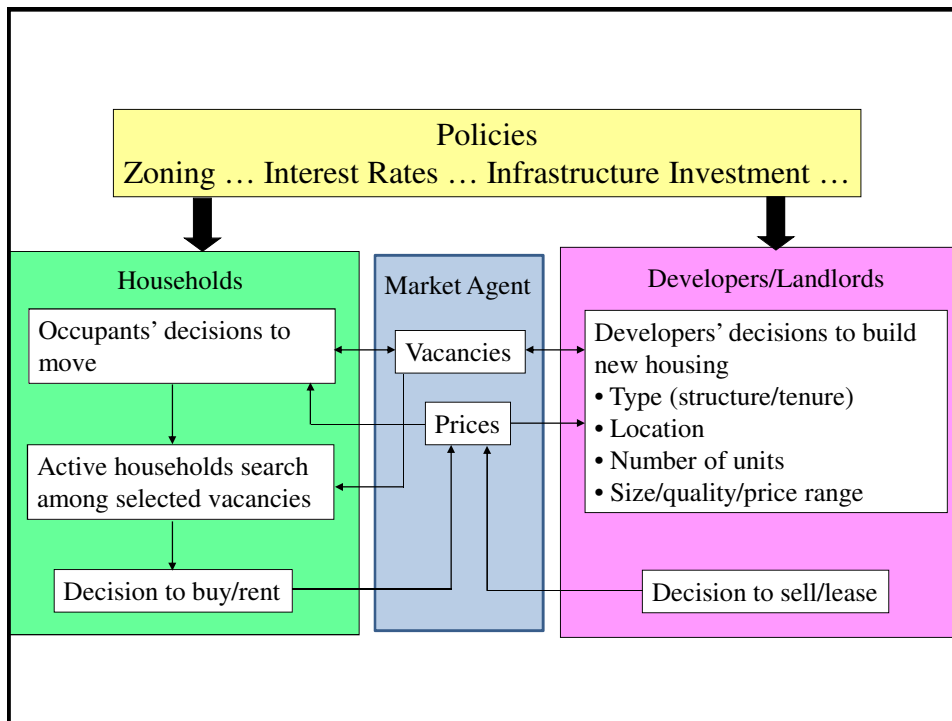 Policies
Zoning … Interest Rates … Infrastructure Investment …
Households
Occupants’ decisions to
move
Active households search
among selected vacancies
Decision to buy/rent
Market Agent
Vacancies
Prices
Developers/Landlords
Developers’ decisions to build
new housing
• Type (structure/tenure)
• Location
• Number of units
• Size/quality/price range
Decision to sell/lease